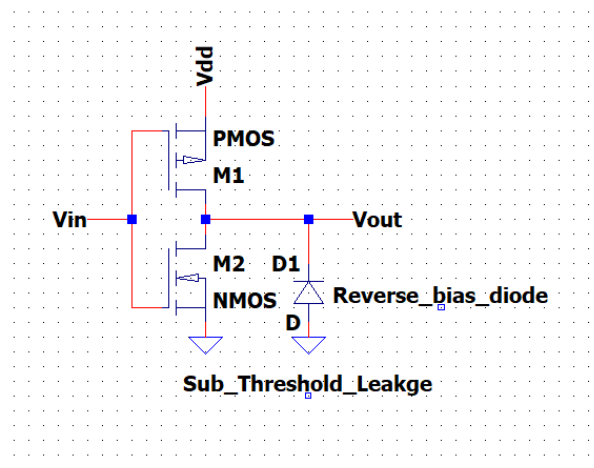 Vdd
PMOS
M1
Vin
Vout
M2
D1
NMOS
Reverse_bias_diode
D
Sub_Threshold_Leakge